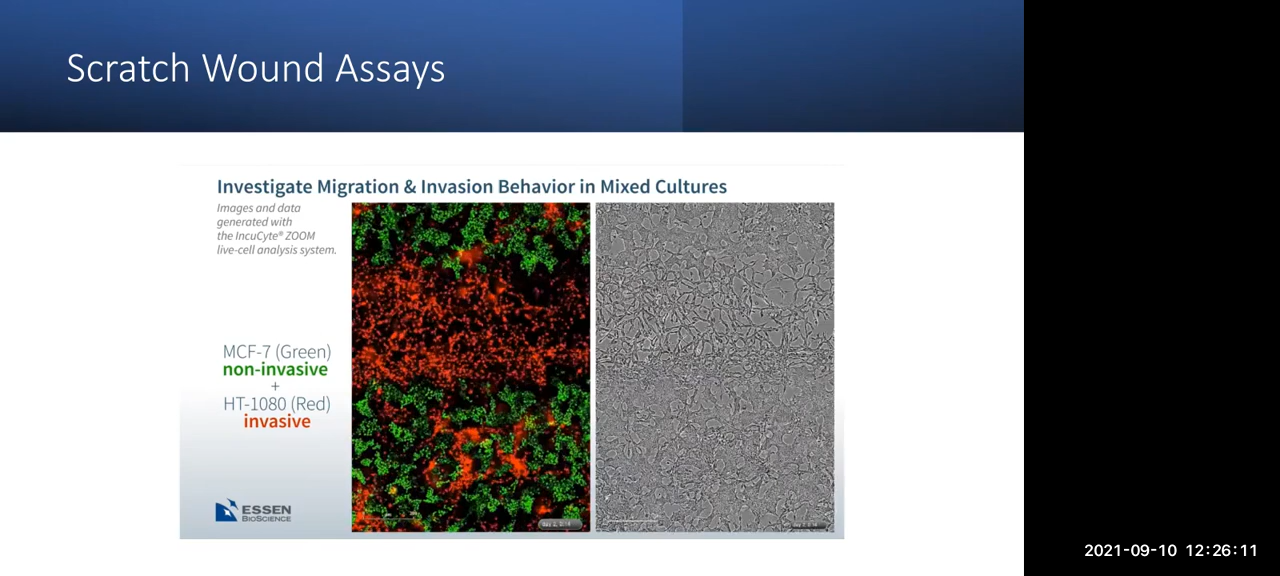 Scratch Wound Assays
Investigate Migration & Invasion Behavior in Mixed Cultures
Images and data
generated with
the IncuCyte® ZOOM
live-cell analysis system.
MCF-7 (Green)
non-invasive
+
HT-1080 (Red)
invasive
ESSEN
BIOSCIENCE
2021-09-10 12:26:11